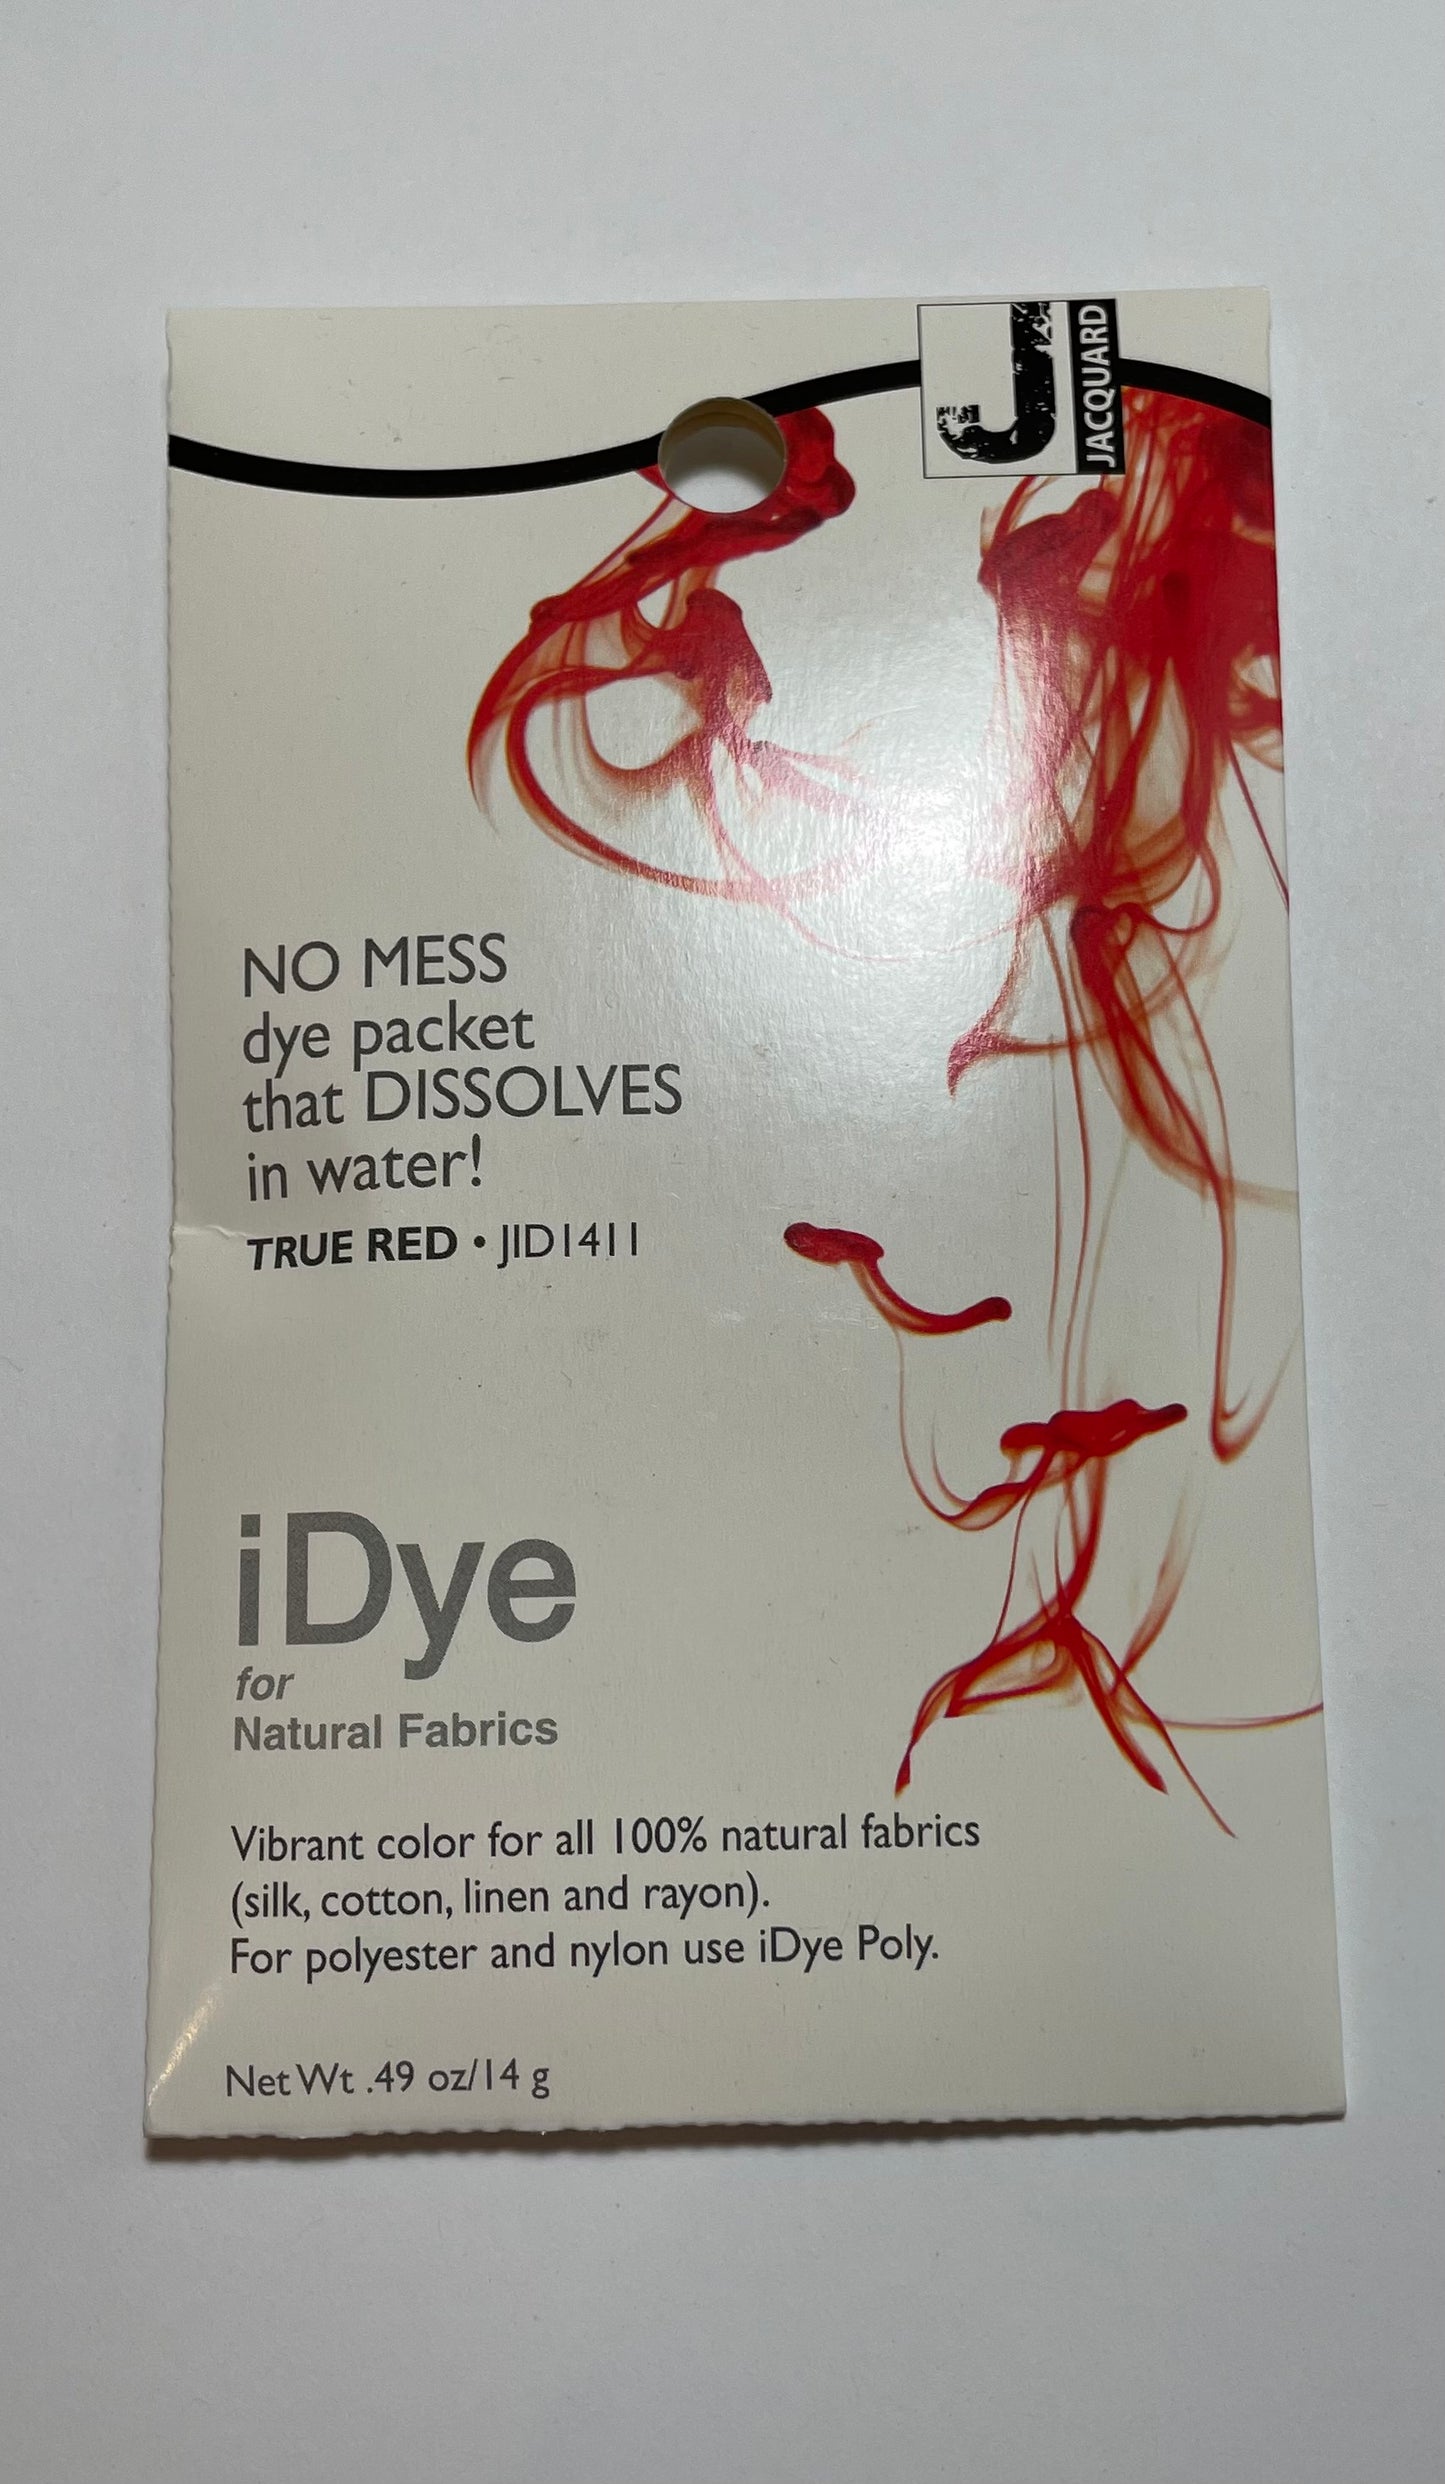 J
JACQUARD
NO MESS
dye packet
that DISSOLVES
in water!
TRUE RED • JID1411
iDye
for
Natural Fabrics
Vibrant color for all 100% natural fabrics
(silk, cotton, linen and rayon).
For polyester and nylon use iDye Poly.
Net Wt .49 oz/14 g